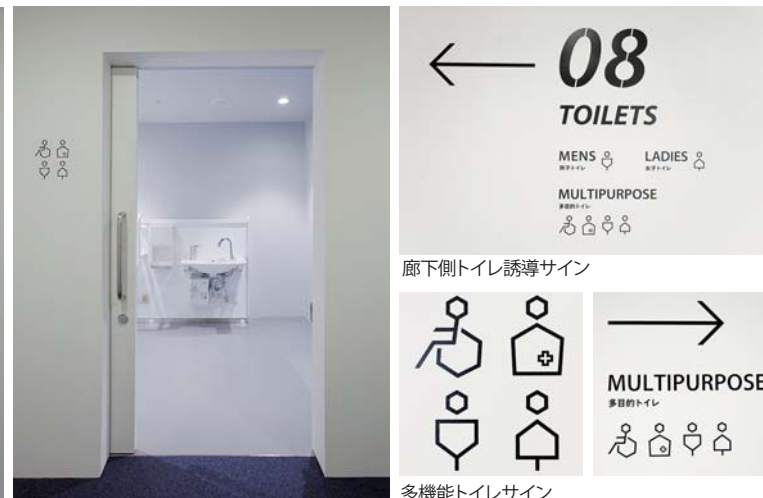 08
TOILETS
MENS
男子トイレ
LADIES
女子トイレ
MULTIPURPOSE
多目的トイレ
廊下側トイレ誘導サイン
MULTIPURPOSE
多目的トイレ
多機能トイレサイン